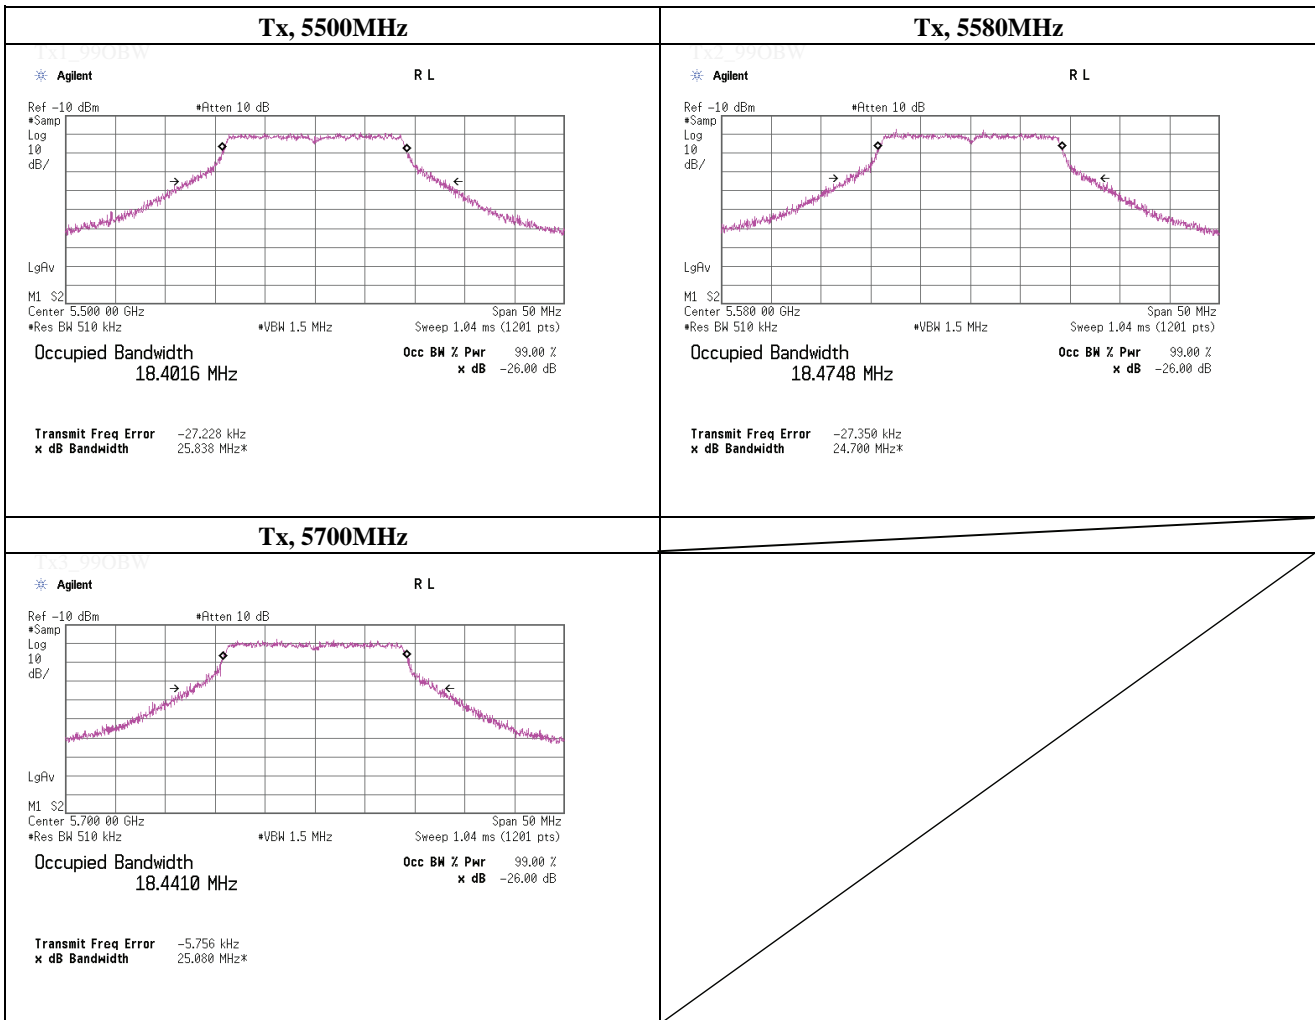 Tx, 5500MHz
Tx1_99OBW
Agilent
R L
Ref -10 dBm
#Atten 10 dB
#Samp
Log
10
dB/
LgAv
M1 S2
Center 5.500 00 GHz
Span 50 MHz
#Res BW 510 kHz
#VBW 1.5 MHz
Sweep 1.04 ms (1201 pts)
Occupied Bandwidth
18.4016 MHz
Occ BW % Pwr 99.00 %
x dB -26.00 dB
Transmit Freq Error -27.228 kHz
x dB Bandwidth 25.838 MHz*
Tx, 5580MHz
Tx2_99OBW
Agilent
R L
Ref -10 dBm
#Atten 10 dB
#Samp
Log
10
dB/
LgAv
M1 S2
Center 5.580 00 GHz
Span 50 MHz
#Res BW 510 kHz
#VBW 1.5 MHz
Sweep 1.04 ms (1201 pts)
Occupied Bandwidth
18.4748 MHz
Occ BW % Pwr 99.00 %
x dB -26.00 dB
Transmit Freq Error -27.350 kHz
x dB Bandwidth 24.700 MHz*
Tx, 5700MHz
Tx3_99OBW
Agilent
R L
Ref -10 dBm
#Atten 10 dB
#Samp
Log
10
dB/
LgAv
M1 S2
Center 5.700 00 GHz
Span 50 MHz
#Res BW 510 kHz
#VBW 1.5 MHz
Sweep 1.04 ms (1201 pts)
Occupied Bandwidth
18.4410 MHz
Occ BW % Pwr 99.00 %
x dB -26.00 dB
Transmit Freq Error -5.756 kHz
x dB Bandwidth 25.080 MHz*